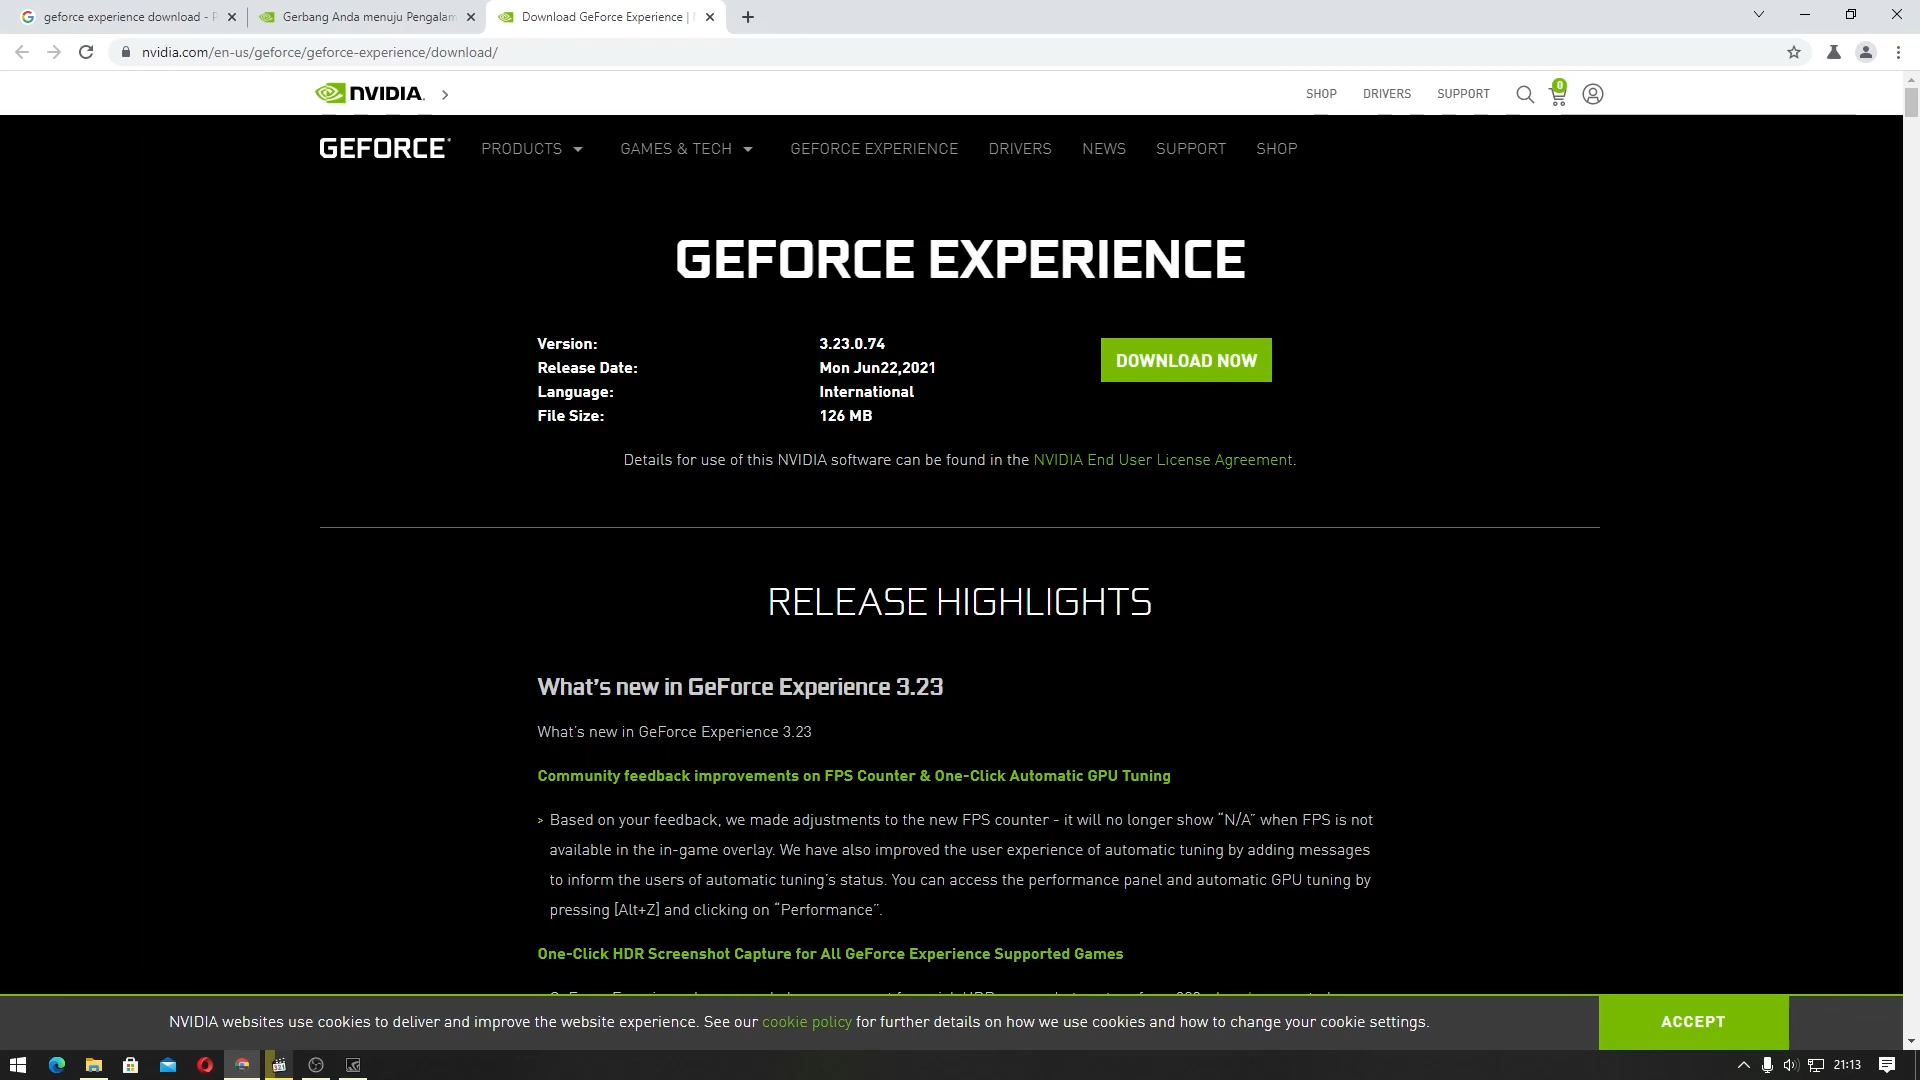 geforce experience download - P
Gerbang Anda menuju Pengalam
Download GeForce Experience |
nvidia.com/en-us/geforce/geforce-experience/download/
NVIDIA.
SHOP
DRIVERS
SUPPORT
0
GEFORCE
PRODUCTS
GAMES & TECH
GEFORCE EXPERIENCE
DRIVERS
NEWS
SUPPORT
SHOP
GEFORCE EXPERIENCE
Version: 3.23.0.74
Release Date: Mon Jun22,2021
Language: International
File Size: 126 MB
DOWNLOAD NOW
Details for use of this NVIDIA software can be found in the NVIDIA End User License Agreement.
RELEASE HIGHLIGHTS
What's new in GeForce Experience 3.23
What's new in GeForce Experience 3.23
Community feedback improvements on FPS Counter & One-Click Automatic GPU Tuning
> Based on your feedback, we made adjustments to the new FPS counter - it will no longer show “N/A” when FPS is not
available in the in-game overlay. We have also improved the user experience of automatic tuning by adding messages
to inform the users of automatic tuning's status. You can access the performance panel and automatic GPU tuning by
pressing [Alt+Z] and clicking on “Performance”.
One-Click HDR Screenshot Capture for All GeForce Experience Supported Games
NVIDIA websites use cookies to deliver and improve the website experience. See our cookie policy for further details on how we use cookies and how to change your cookie settings.
ACCEPT
21:13